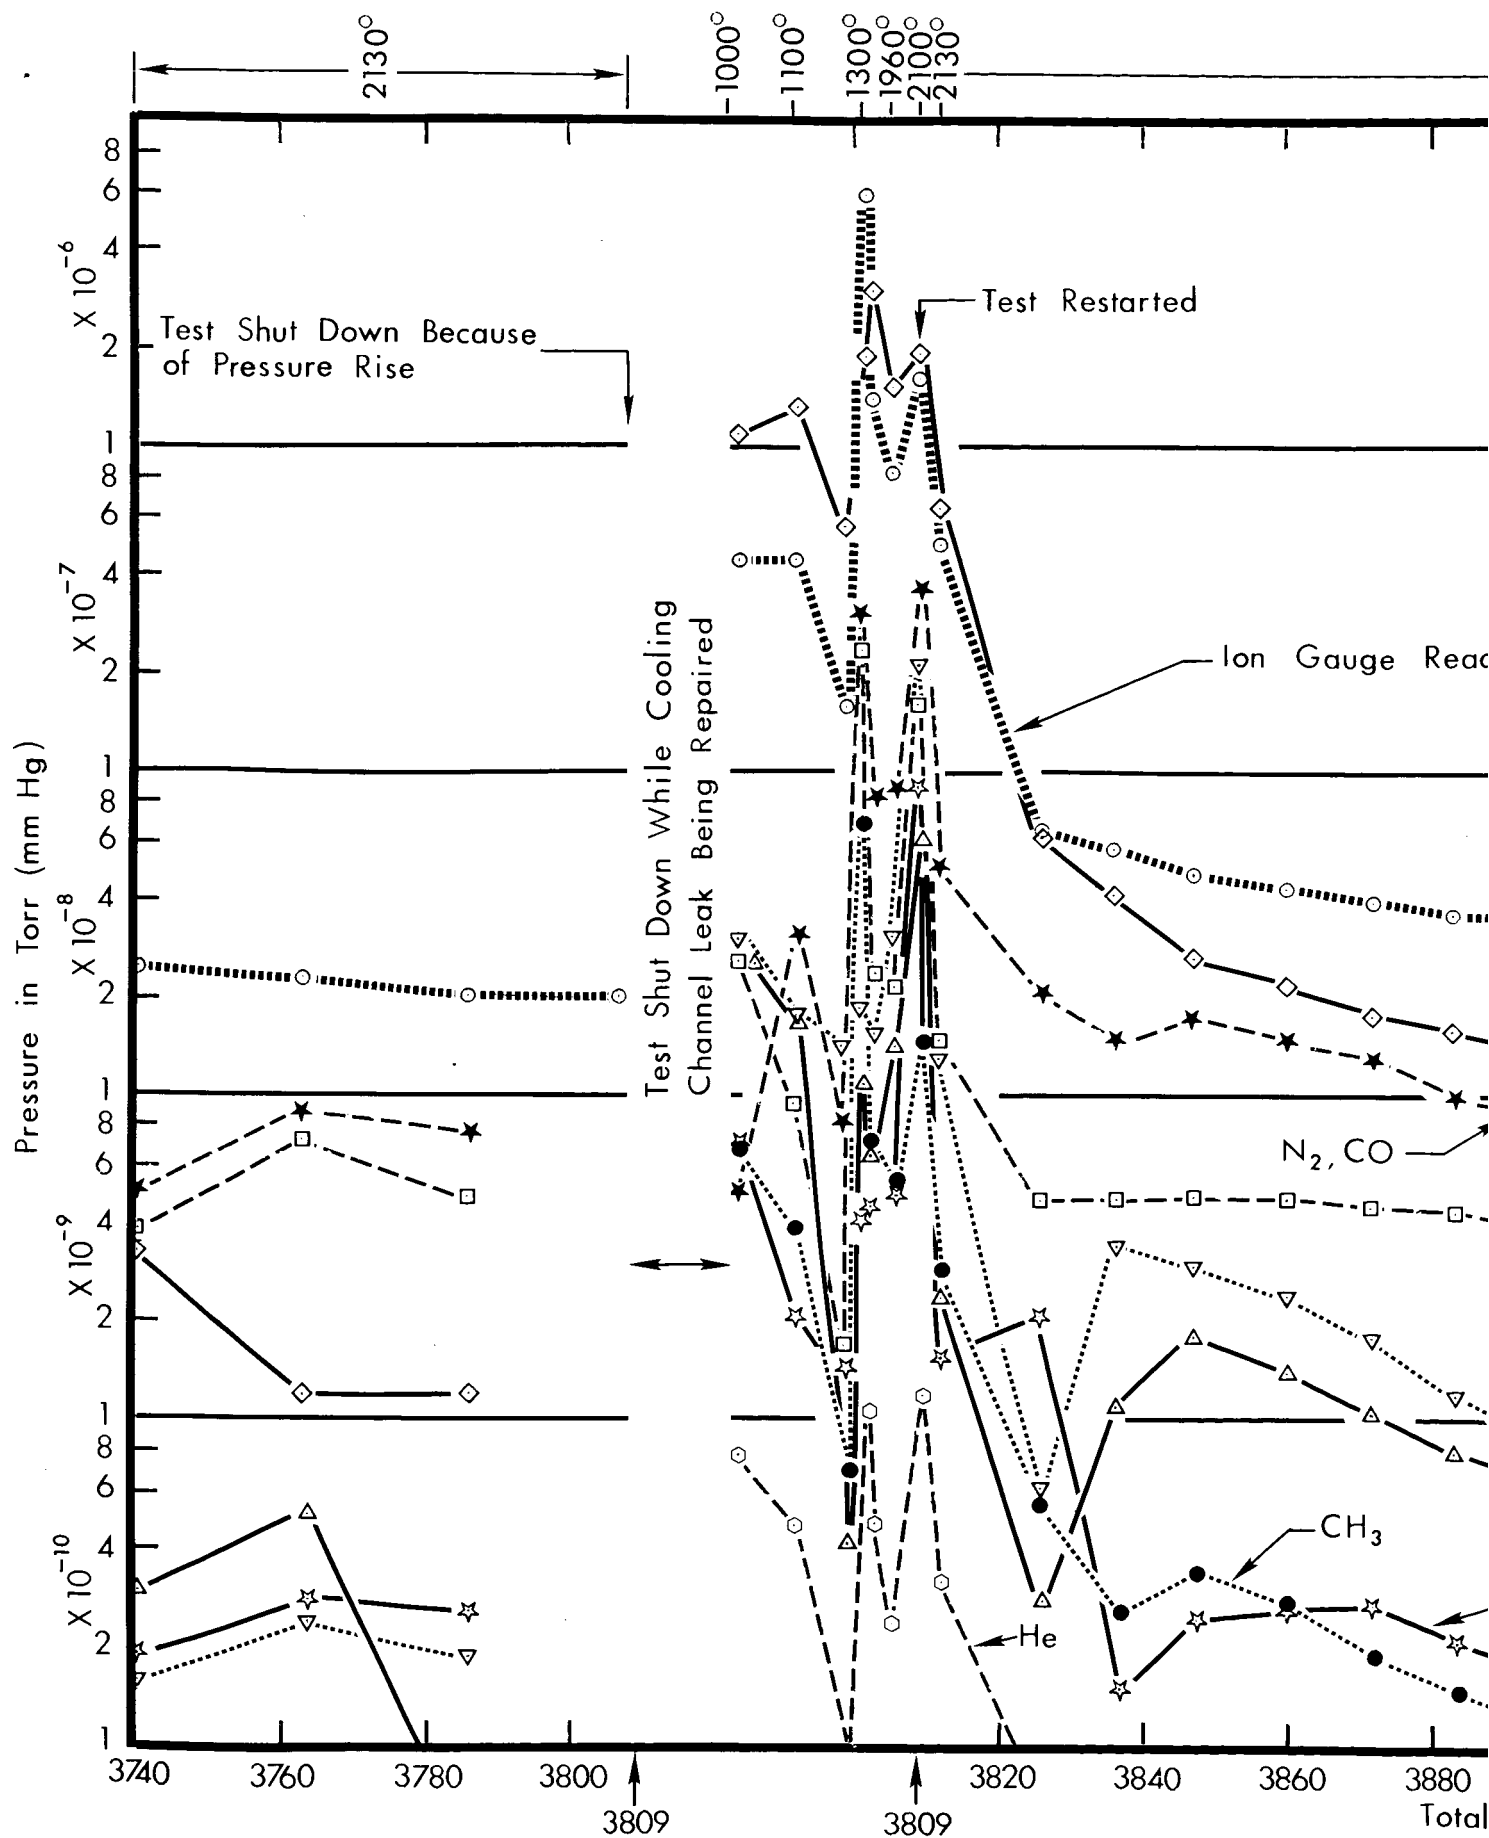 2130°
1000°
1100°
1300°
1960°
2100°
2130°
8
6
4
2
1
8
6
4
2
1
8
6
4
2
1
8
6
4
2
1
8
6
4
2
1
X 10-6
X 10-7
X 10-8
X 10-9
X 10-10
Pressure in Torr (mm Hg)
Test Shut Down Because
of Pressure Rise
Test Restarted
Test Shut Down While Cooling
Channel Leak Being Repaired
Ion Gauge Reac
N2, CO
CH3
He
3740 3760 3780 3800 3820 3840 3860 3880
3809 3809
Total